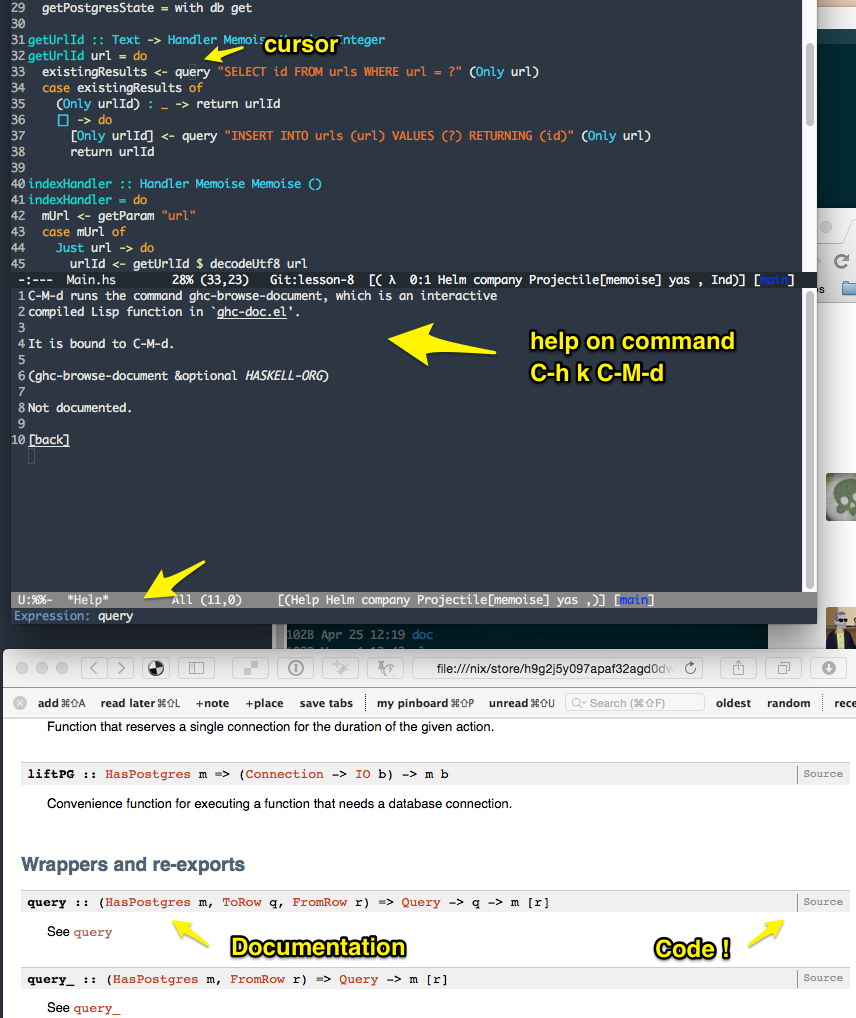 29 getPostgresState = with db get
30
31 getUrlId :: Text -> Handler Memoise Integer
cursor
32 getUrlId url = do
33 existingResults <- query "SELECT id FROM urls WHERE url = ?" (Only url)
34 case existingResults of
35 (Only urlId) : _ -> return urlId
36 [] -> do
37 [Only urlId] <- query "INSERT INTO urls (url) VALUES (?) RETURNING (id)" (Only url)
38 return urlId
39
40 indexHandler :: Handler Memoise Memoise ()
41 indexHandler = do
42 mUrl <- getParam "url"
43 case mUrl of
44 Just url -> do
45 urlId <- getUrlId $ decodeUtf8 url
-:--- Main.hs 28% (33,23) Git:lesson-8 [( λ 0:1 Helm company Projectile[memoise] yas , Ind)] [main]
1 C-M-d runs the command ghc-browse-document, which is an interactive
2 compiled Lisp function in `ghc-doc.el'.
3
4 It is bound to C-M-d.
5
6 (ghc-browse-document &optional HASKELL-ORG)
7
8 Not documented.
9
10 [back]
help on command
C-h k C-M-d
U:%%- *Help* All (11,0) [(Help Helm company Projectile[memoise] yas ,)] [main]
Expression: query
102B Apr 25 12:19 doc
file:///nix/store/h9g2j5y097apaf32agd0dw
add⌘⇧A read later⌘⇧L +note +place save tabs my pinboard⌘⇧P unread⌘⇧U Search (⌘⇧F) oldest random rece
Function that reserves a single connection for the duration of the given action.
liftPG :: HasPostgres m => (Connection -> IO b) -> m b Source
Convenience function for executing a function that needs a database connection.
Wrappers and re-exports
query :: (HasPostgres m, ToRow q, FromRow r) => Query -> q -> m [r] Source
See query
Documentation
Code !
query_ :: (HasPostgres m, FromRow r) => Query -> m [r] Source
See query_